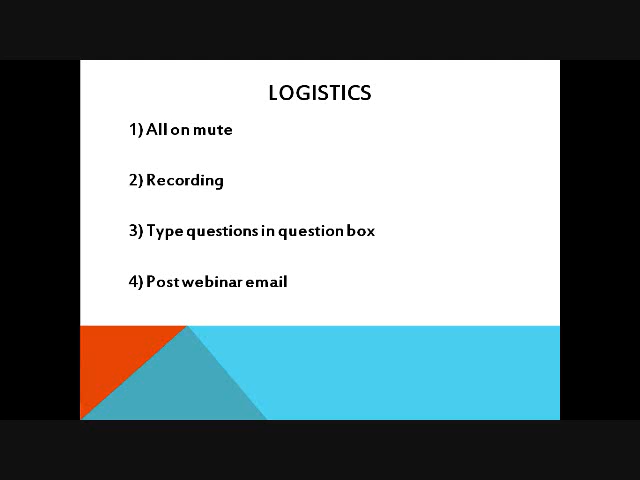 LOGISTICS
1) All on mute
2) Recording
3) Type questions in question box
4) Post webinar email